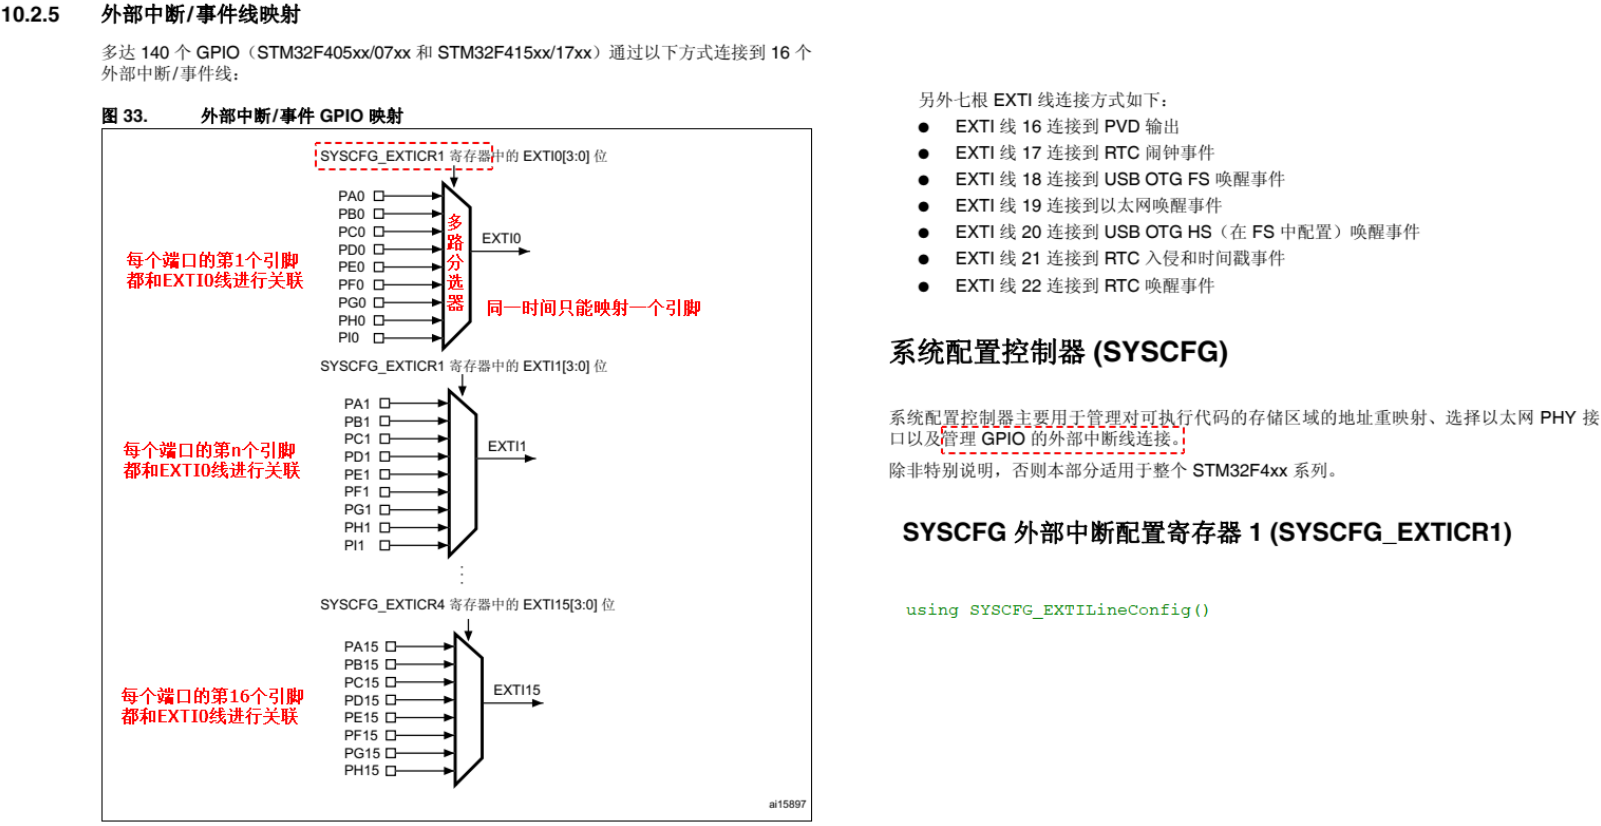 10.2.5 外部中断/事件线映射
多达 140 个 GPIO（STM32F405xx/07xx 和 STM32F415xx/17xx）通过以下方式连接到 16 个
外部中断/事件线：
图 33. 外部中断/事件 GPIO 映射
SYSCFG_EXTICR1 寄存器中的 EXTI0[3:0] 位
PA0
PB0
PC0
PD0
PE0
PF0
PG0
PH0
PI0
多
路
分
选
器
EXTI0
每个端口的第1个引脚
都和EXTI0线进行关联
同一时间只能映射一个引脚
SYSCFG_EXTICR1 寄存器中的 EXTI1[3:0] 位
PA1
PB1
PC1
PD1
PE1
PF1
PG1
PH1
PI1
EXTI1
每个端口的第n个引脚
都和EXTI0线进行关联
SYSCFG_EXTICR4 寄存器中的 EXTI15[3:0] 位
PA15
PB15
PC15
PD15
PE15
PF15
PG15
PH15
EXTI15
每个端口的第16个引脚
都和EXTI0线进行关联
ai15897
另外七根 EXTI 线连接方式如下：
● EXTI 线 16 连接到 PVD 输出
● EXTI 线 17 连接到 RTC 闹钟事件
● EXTI 线 18 连接到 USB OTG FS 唤醒事件
● EXTI 线 19 连接到以太网唤醒事件
● EXTI 线 20 连接到 USB OTG HS（在 FS 中配置）唤醒事件
● EXTI 线 21 连接到 RTC 入侵和时间戳事件
● EXTI 线 22 连接到 RTC 唤醒事件
系统配置控制器 (SYSCFG)
系统配置控制器主要用于管理对可执行代码的存储区域的地址重映射、选择以太网 PHY 接
口以及管理 GPIO 的外部中断线连接。
除非特别说明，否则本部分适用于整个 STM32F4xx 系列。
SYSCFG 外部中断配置寄存器 1 (SYSCFG_EXTICR1)
using SYSCFG_EXTILineConfig()